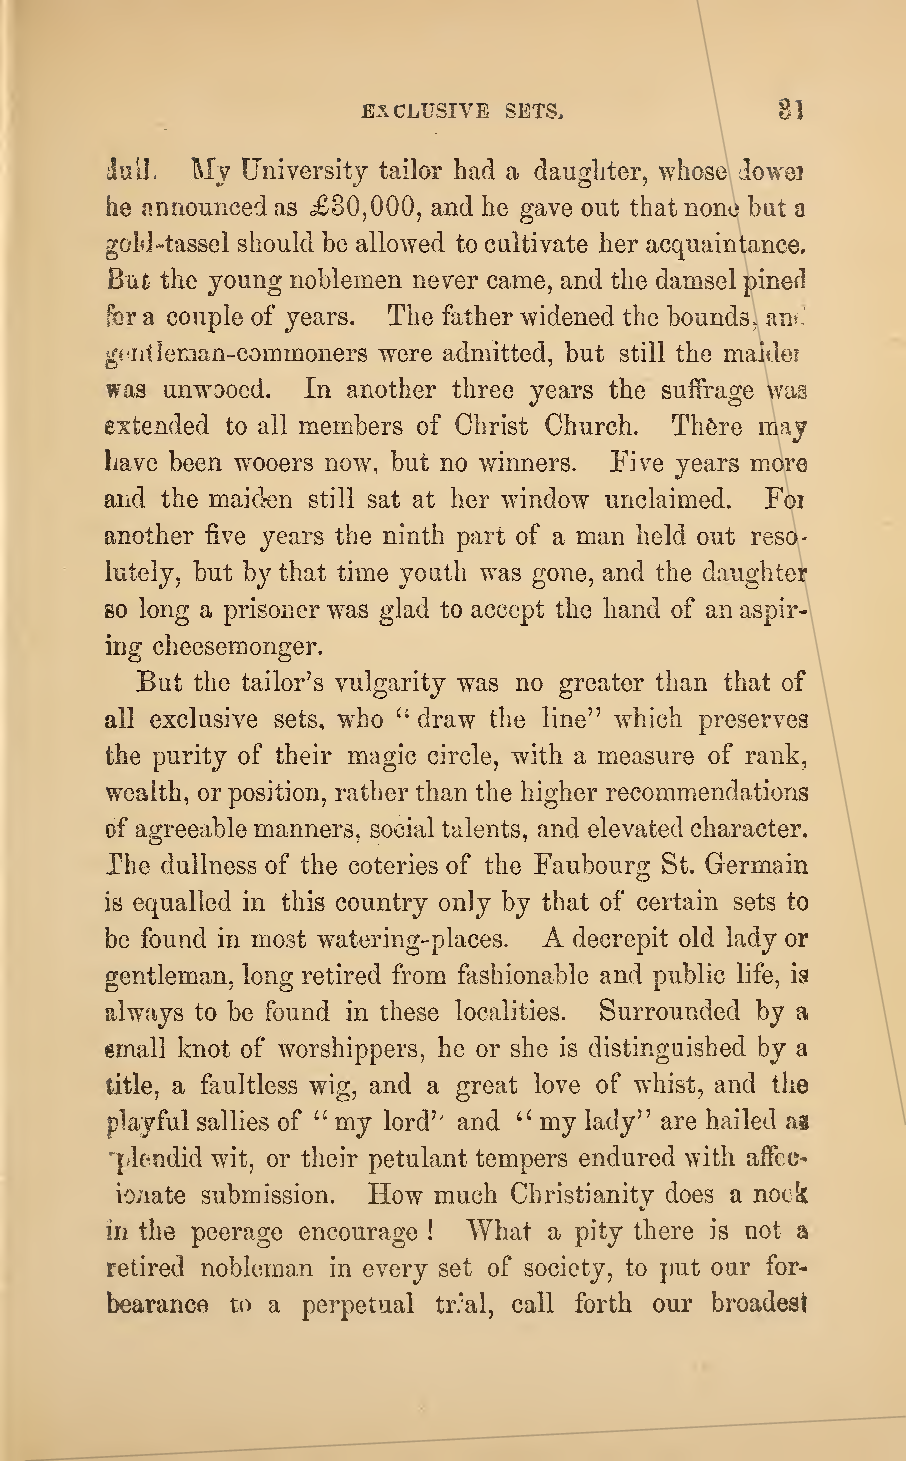 EXCLUSIVE SETS. 31
dull. My University tailor had a daughter, whose dower
he announced as £30,000, and he gave out that none but a
gold-tassel should be allowed to cultivate her acquaintance.
But the young noblemen never came, and the damsel pined
for a couple of years. The father widened the bounds, and
gentleman-commoners were admitted, but still the maiden
was unwooed. In another three years the suffrage was
extended to all members of Christ Church. There may
have been wooers now, but no winners. Five years more
and the maiden still sat at her window unclaimed. For
another five years the ninth part of a man held out reso-
lutely, but by that time youth was gone, and the daughter
so long a prisoner was glad to accept the hand of an aspir-
ing cheesemonger.
But the tailor's vulgarity was no greater than that of
all exclusive sets, who “draw the line” which preserves
the purity of their magic circle, with a measure of rank,
wealth, or position, rather than the higher recommendations
of agreeable manners, social talents, and elevated character.
The dullness of the coteries of the Faubourg St. Germain
is equalled in this country only by that of certain sets to
be found in most watering-places. A decrepit old lady or
gentleman, long retired from fashionable and public life, is
always to be found in these localities. Surrounded by a
small knot of worshippers, he or she is distinguished by a
title, a faultless wig, and a great love of whist, and the
playful sallies of “my lord” and “my lady” are hailed as
splendid wit, or their petulant tempers endured with affec-
tionate submission. How much Christianity does a nook
in the peerage encourage! What a pity there is not a
retired nobleman in every set of society, to put our for-
bearance to a perpetual trial, call forth our broadest